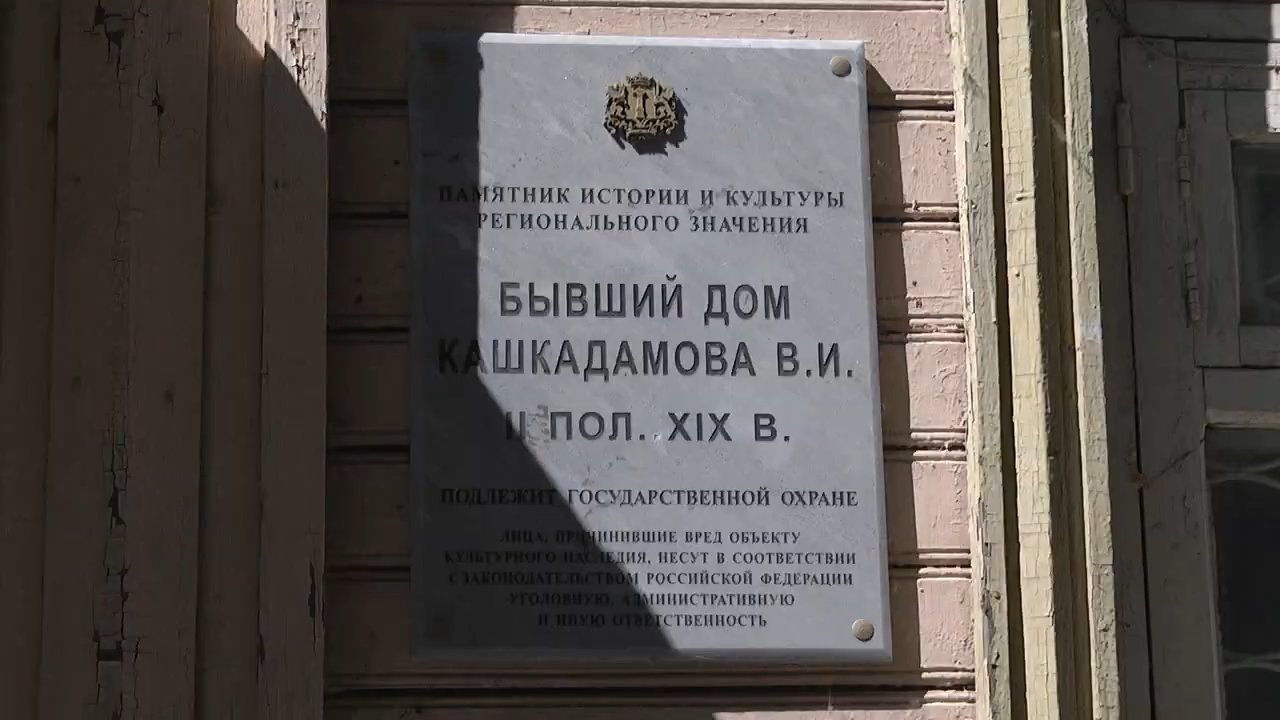 ПАМЯТНИК ИСТОРИИ И КУЛЬТУРЫ
РЕГИОНАЛЬНОГО ЗНАЧЕНИЯ
БЫВШИЙ ДОМ
КАШКАДАМОВА В.И.
II ПОЛ. XIX В.
ПОДЛЕЖИТ ГОСУДАРСТВЕННОЙ ОХРАНЕ
ЛИЦА, ПРИЧИНИВШИЕ ВРЕД ОБЪЕКТУ
КУЛЬТУРНОГО НАСЛЕДИЯ, НЕСУТ В СООТВЕТСТВИИ
С ЗАКОНОДАТЕЛЬСТВОМ РОССИЙСКОЙ ФЕДЕРАЦИИ
УГОЛОВНУЮ, АДМИНИСТРАТИВНУЮ
И ИНУЮ ОТВЕТСТВЕННОСТЬ